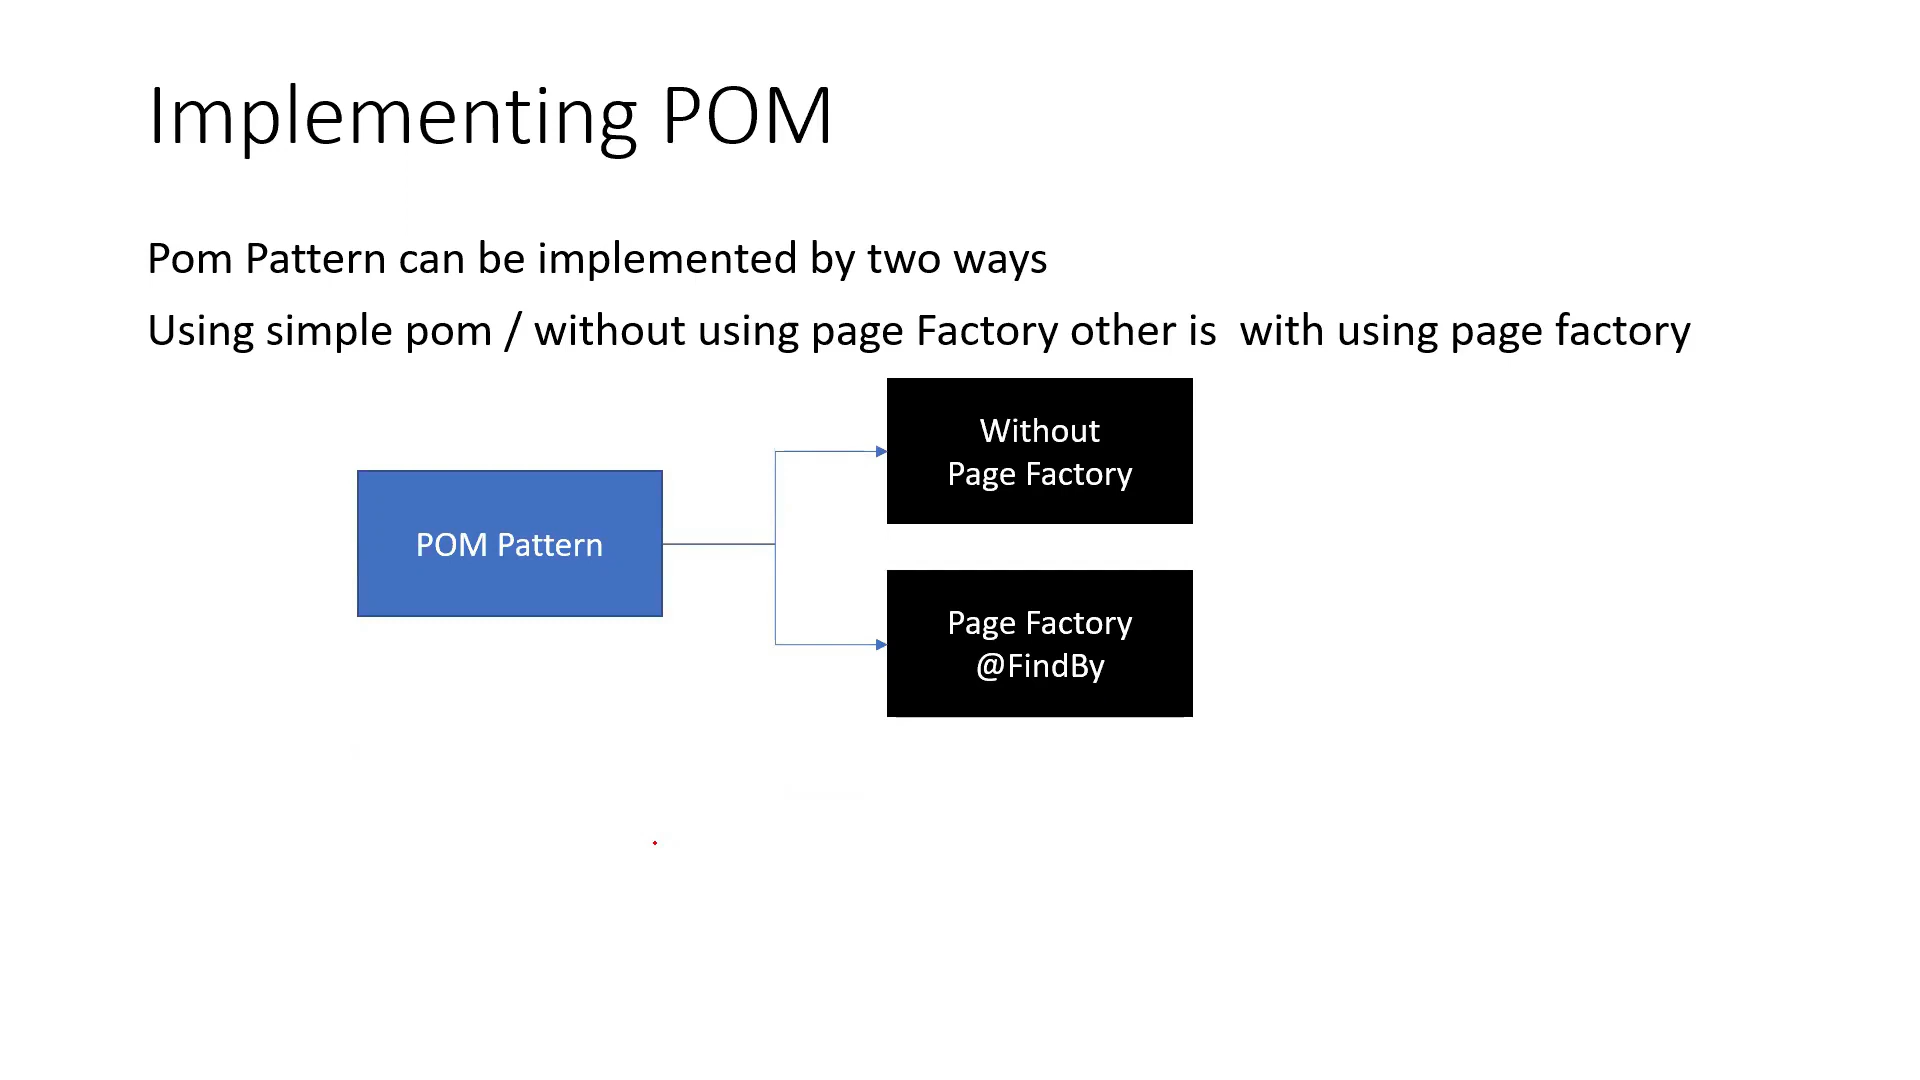 Implementing POM
Pom Pattern can be implemented by two ways
Using simple pom / without using page Factory other is  with using page factory
Without
Page Factory
POM Pattern
Page Factory
@FindBy